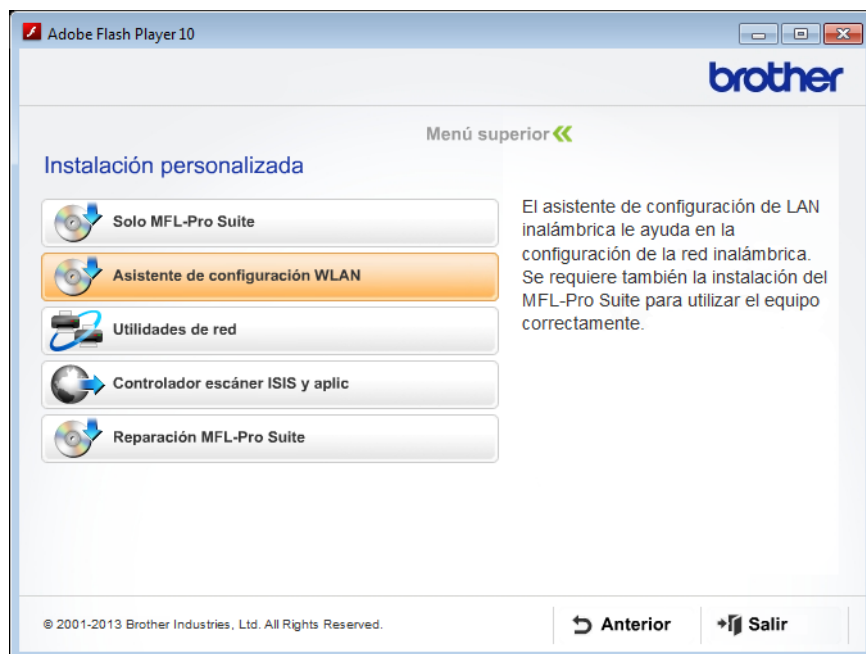 Adobe Flash Player 10
brother
Menú superior
Instalación personalizada
Solo MFL-Pro Suite
Asistente de configuración WLAN
Utilidades de red
Controlador escáner ISIS y aplic
Reparación MFL-Pro Suite
El asistente de configuración de LAN
inalámbrica le ayuda en la
configuración de la red inalámbrica.
Se requiere también la instalación del
MFL-Pro Suite para utilizar el equipo
correctamente.
© 2001-2013 Brother Industries, Ltd. All Rights Reserved.
Anterior
Salir